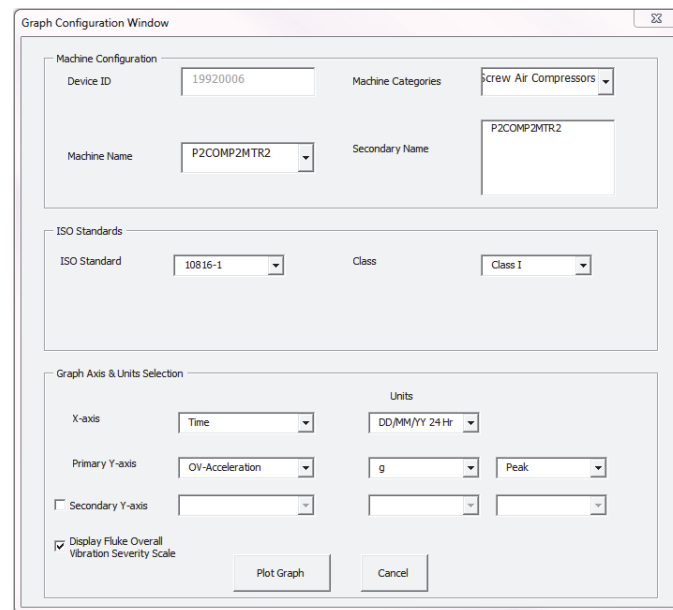 Graph Configuration Window
Machine Configuration
Device ID 19920006 Machine Categories Screw Air Compressors
P2COMP2MTR2
Machine Name P2COMP2MTR2 Secondary Name
ISO Standards
ISO Standard 10816-1 Class Class I
Graph Axis & Units Selection
Units
X-axis Time DD/MM/YY 24 Hr
Primary Y-axis OV-Acceleration g Peak
Secondary Y-axis
Display Fluke Overall
Vibration Severity Scale
Plot Graph Cancel